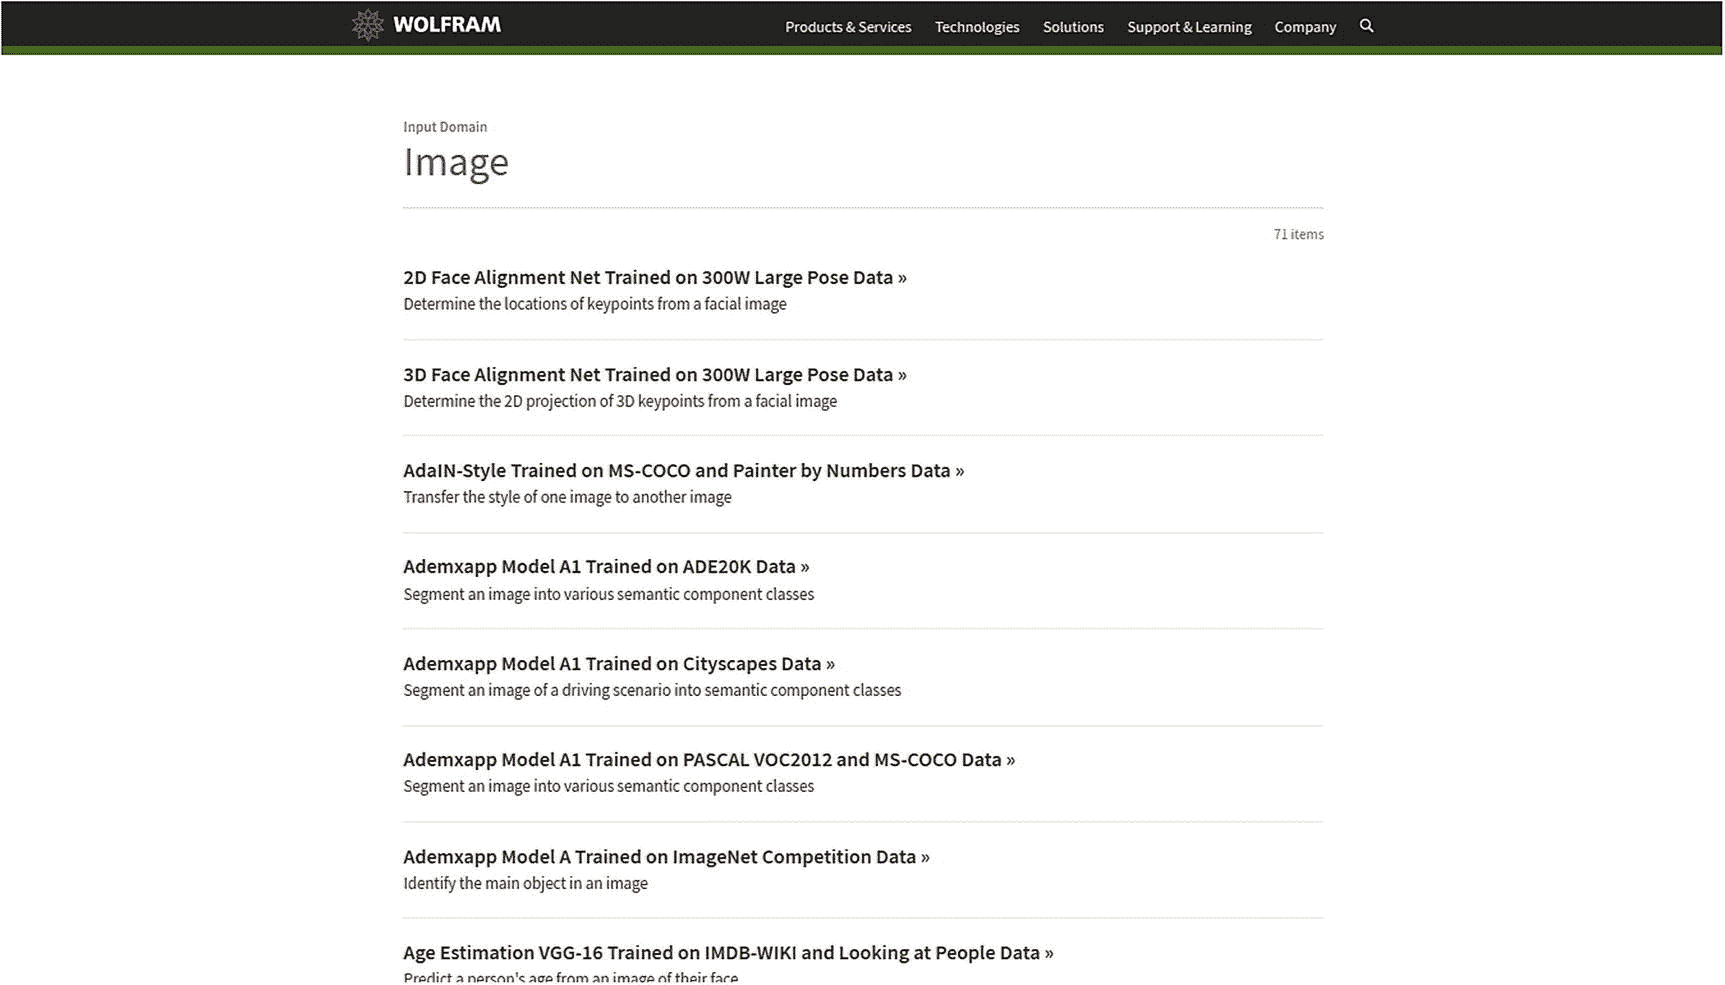 WOLFRAM
Products & Services Technologies Solutions Support & Learning Company
Input Domain
Image
71 items
2D Face Alignment Net Trained on 300W Large Pose Data »
Determine the locations of keypoints from a facial image
3D Face Alignment Net Trained on 300W Large Pose Data »
Determine the 2D projection of 3D keypoints from a facial image
AdaIN-Style Trained on MS-COCO and Painter by Numbers Data »
Transfer the style of one image to another image
Ademxapp Model A1 Trained on ADE20K Data »
Segment an image into various semantic component classes
Ademxapp Model A1 Trained on Cityscapes Data »
Segment an image of a driving scenario into semantic component classes
Ademxapp Model A1 Trained on PASCAL VOC2012 and MS-COCO Data »
Segment an image into various semantic component classes
Ademxapp Model A Trained on ImageNet Competition Data »
Identify the main object in an image
Age Estimation VGG-16 Trained on IMDB-WIKI and Looking at People Data »
Predict a person's age from an image of their face